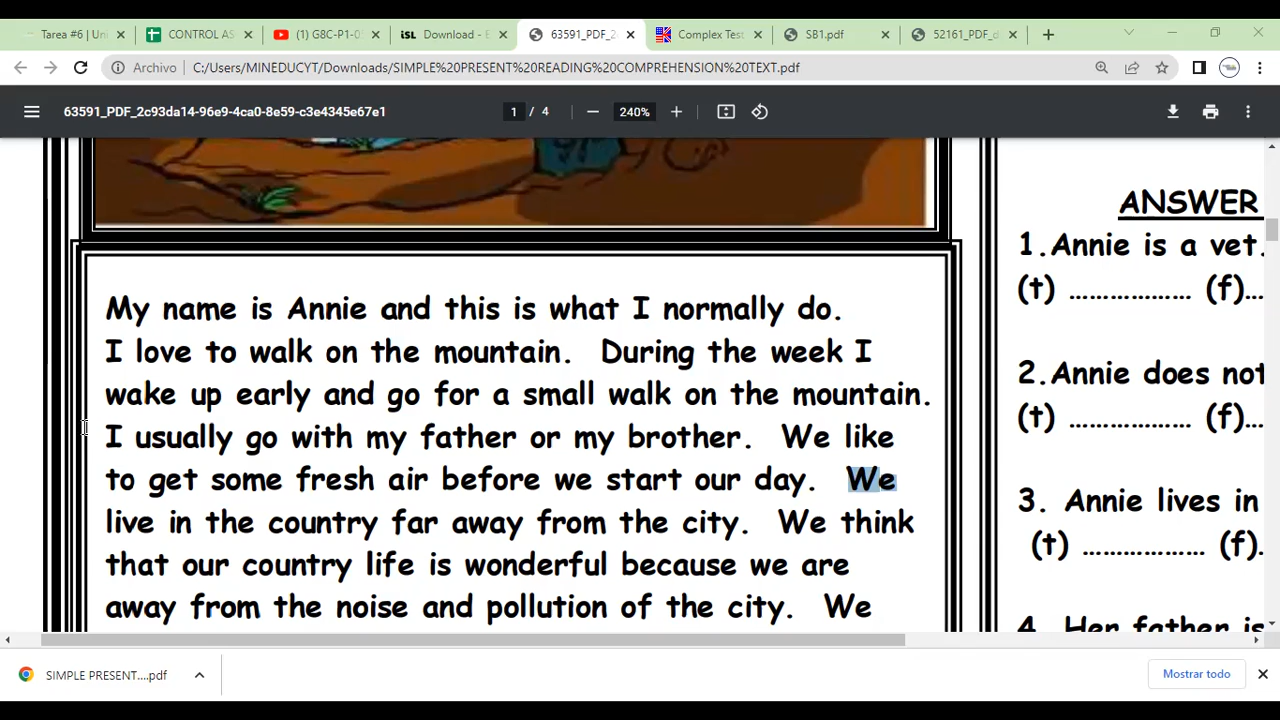 Tarea #6 | Uni
CONTROL AS
(1) G8C-P1-0
iSL Download - E
63591_PDF_2
Complex Test
SB1.pdf
52161_PDF_d
Archivo | C:/Users/MINEDUCYT/Downloads/SIMPLE%20PRESENT%20READING%20COMPREHENSION%20TEXT.pdf
63591_PDF_2c93da14-96e9-4ca0-8e59-c3e4345e67e1
1 / 4
240%
My name is Annie and this is what I normally do.
I love to walk on the mountain. During the week I
wake up early and go for a small walk on the mountain.
I usually go with my father or my brother. We like
to get some fresh air before we start our day. We
live in the country far away from the city. We think
that our country life is wonderful because we are
away from the noise and pollution of the city. We
ANSWER
1.Annie is a vet.
(t) .................. (f)...
2.Annie does not
(t) .................. (f)...
3. Annie lives in
(t) .................. (f).
4. Her father is
SIMPLE PRESENT....pdf
Mostrar todo